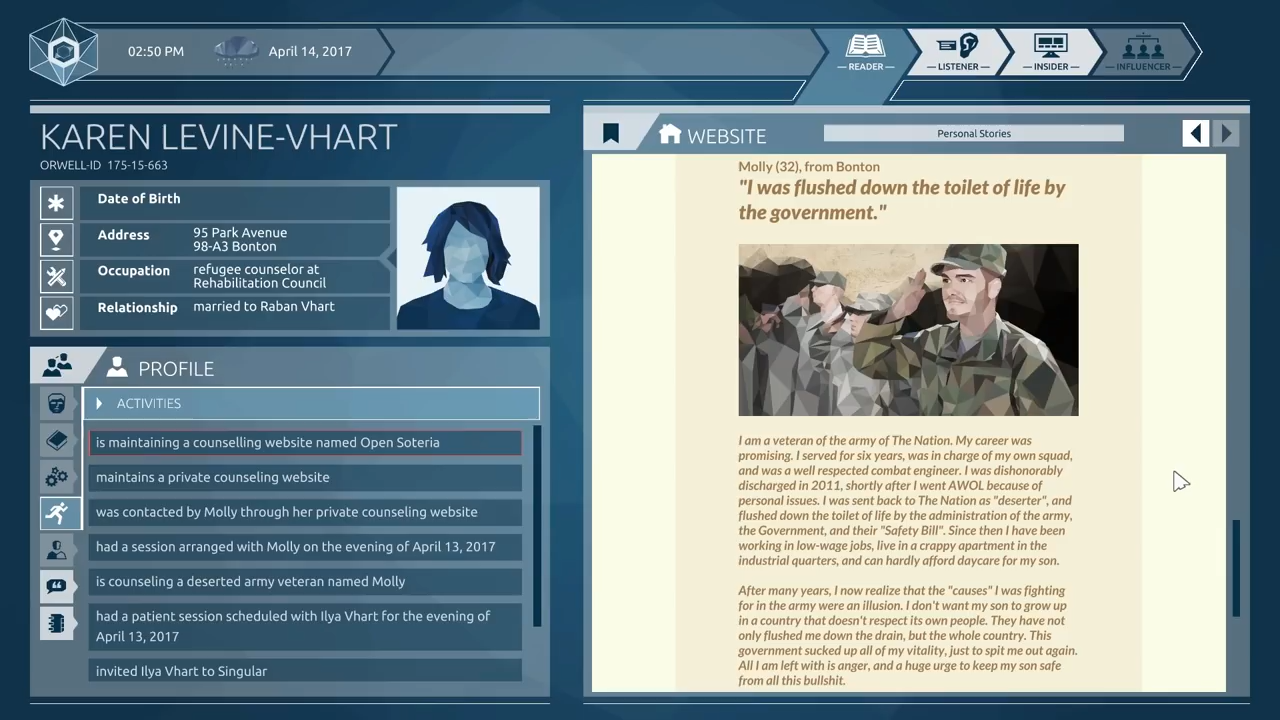 02:50 PM
April 14, 2017
— READER —
— LISTENER —
— INSIDER —
— INFLUENCER —
KAREN LEVINE-VHART
ORWELL-ID 175-15-663
Date of Birth
Address 95 Park Avenue
98-A3 Bonton
Occupation refugee counselor at
Rehabilitation Council
Relationship married to Raban Vhart
PROFILE
ACTIVITIES
is maintaining a counselling website named Open Soteria
maintains a private counseling website
was contacted by Molly through her private counseling website
had a session arranged with Molly on the evening of April 13, 2017
is counseling a deserted army veteran named Molly
had a patient session scheduled with Ilya Vhart for the evening of
April 13, 2017
invited Ilya Vhart to Singular
WEBSITE
Personal Stories
Molly (32), from Bonton
"I was flushed down the toilet of life by
the government."
I am a veteran of the army of The Nation. My career was
promising. I served for six years, was in charge of my own squad,
and was a well respected combat engineer. I was dishonorably
discharged in 2011, shortly after I went AWOL because of
personal issues. I was sent back to The Nation as "deserter", and
flushed down the toilet of life by the administration of the army,
the Government, and their "Safety Bill". Since then I have been
working in low-wage jobs, live in a crappy apartment in the
industrial quarters, and can hardly afford daycare for my son.
After many years, I now realize that the "causes" I was fighting
for in the army were an illusion. I don't want my son to grow up
in a country that doesn't respect its own people. They have not
only flushed me down the drain, but the whole country. This
government sucked up all of my vitality, just to spit me out again.
All I am left with is anger, and a huge urge to keep my son safe
from all this bullshit.